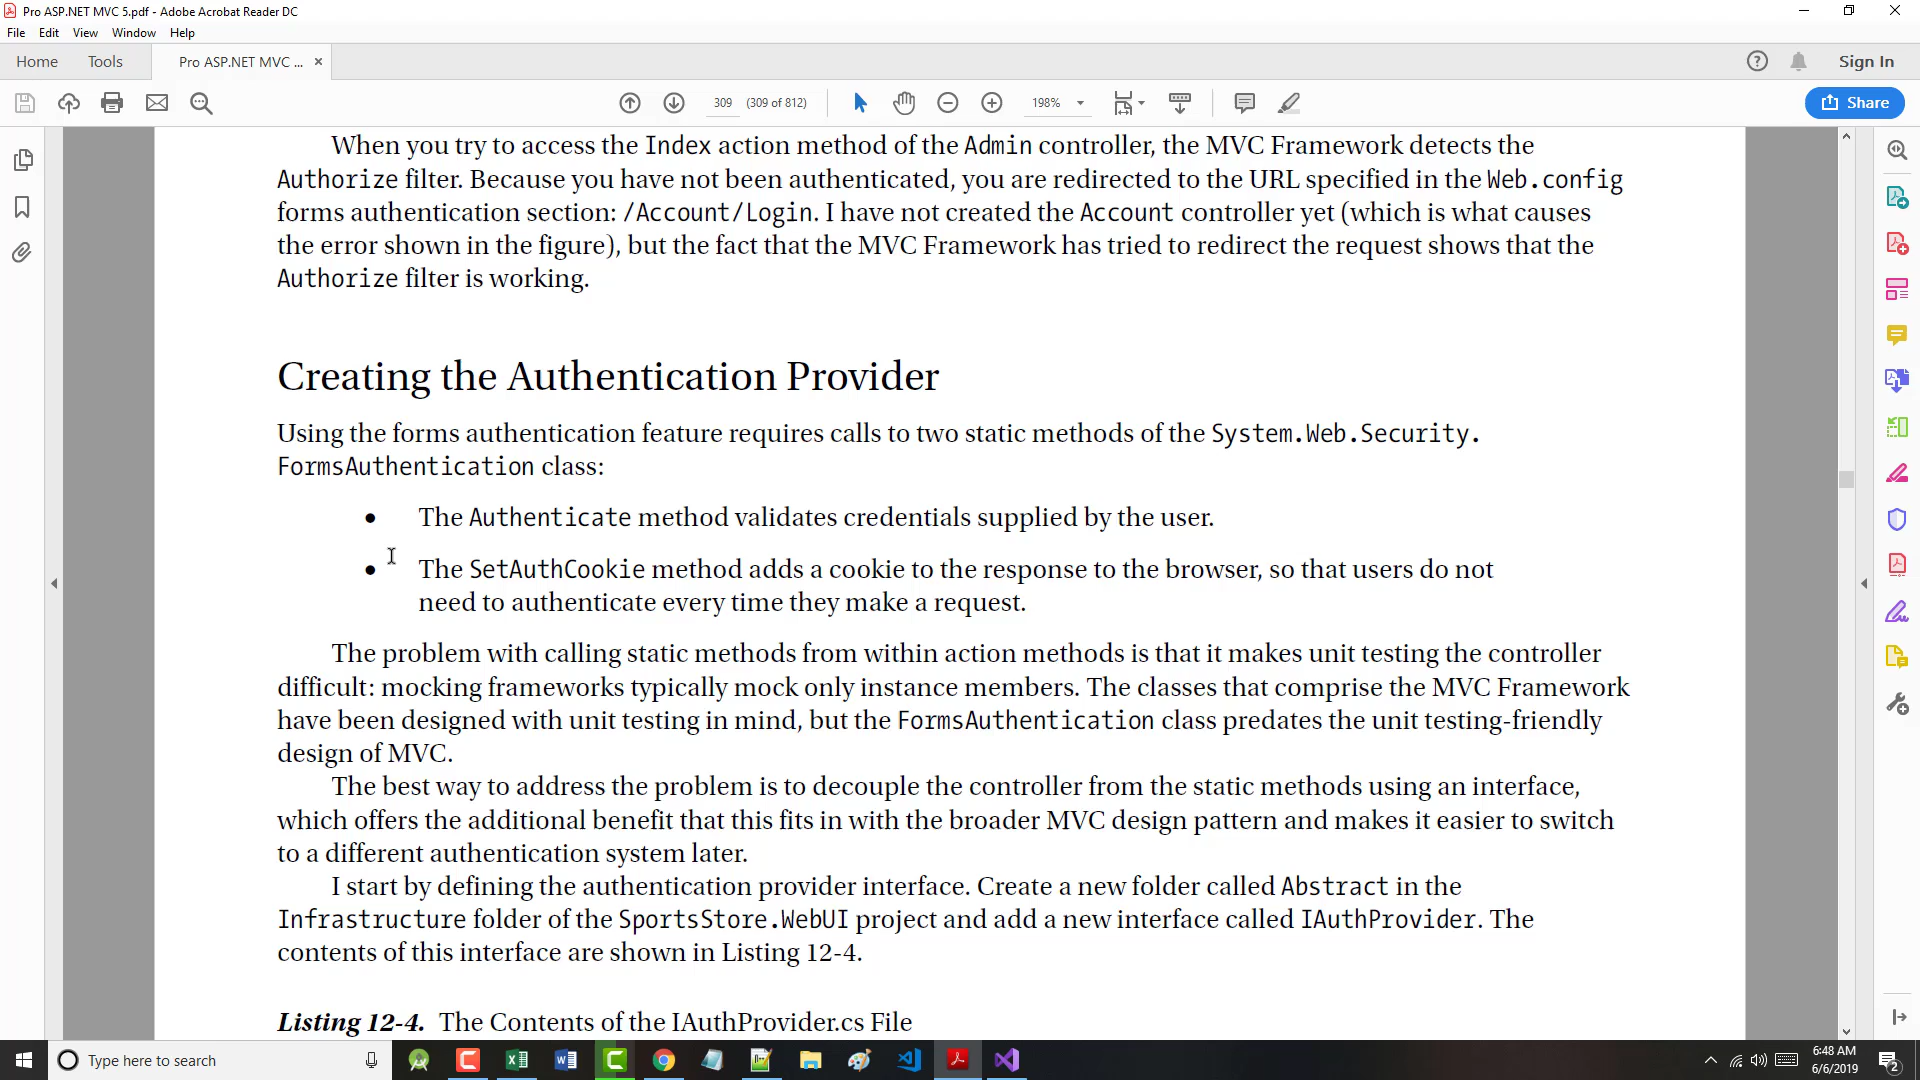 Pro ASP.NET MVC 5.pdf - Adobe Acrobat Reader DC
File Edit View Window Help
Home Tools Pro ASP.NET MVC ... × Sign In
309 (309 of 812) 198% Share
When you try to access the Index action method of the Admin controller, the MVC Framework detects the
Authorize filter. Because you have not been authenticated, you are redirected to the URL specified in the Web.config
forms authentication section: /Account/Login. I have not created the Account controller yet (which is what causes
the error shown in the figure), but the fact that the MVC Framework has tried to redirect the request shows that the
Authorize filter is working.
Creating the Authentication Provider
Using the forms authentication feature requires calls to two static methods of the System.Web.Security.
FormsAuthentication class:
• The Authenticate method validates credentials supplied by the user.
• The SetAuthCookie method adds a cookie to the response to the browser, so that users do not
need to authenticate every time they make a request.
The problem with calling static methods from within action methods is that it makes unit testing the controller
difficult: mocking frameworks typically mock only instance members. The classes that comprise the MVC Framework
have been designed with unit testing in mind, but the FormsAuthentication class predates the unit testing-friendly
design of MVC.
The best way to address the problem is to decouple the controller from the static methods using an interface,
which offers the additional benefit that this fits in with the broader MVC design pattern and makes it easier to switch
to a different authentication system later.
I start by defining the authentication provider interface. Create a new folder called Abstract in the
Infrastructure folder of the SportsStore.WebUI project and add a new interface called IAuthProvider. The
contents of this interface are shown in Listing 12-4.
Listing 12-4. The Contents of the IAuthProvider.cs File
Type here to search
6:48 AM
6/6/2019
2